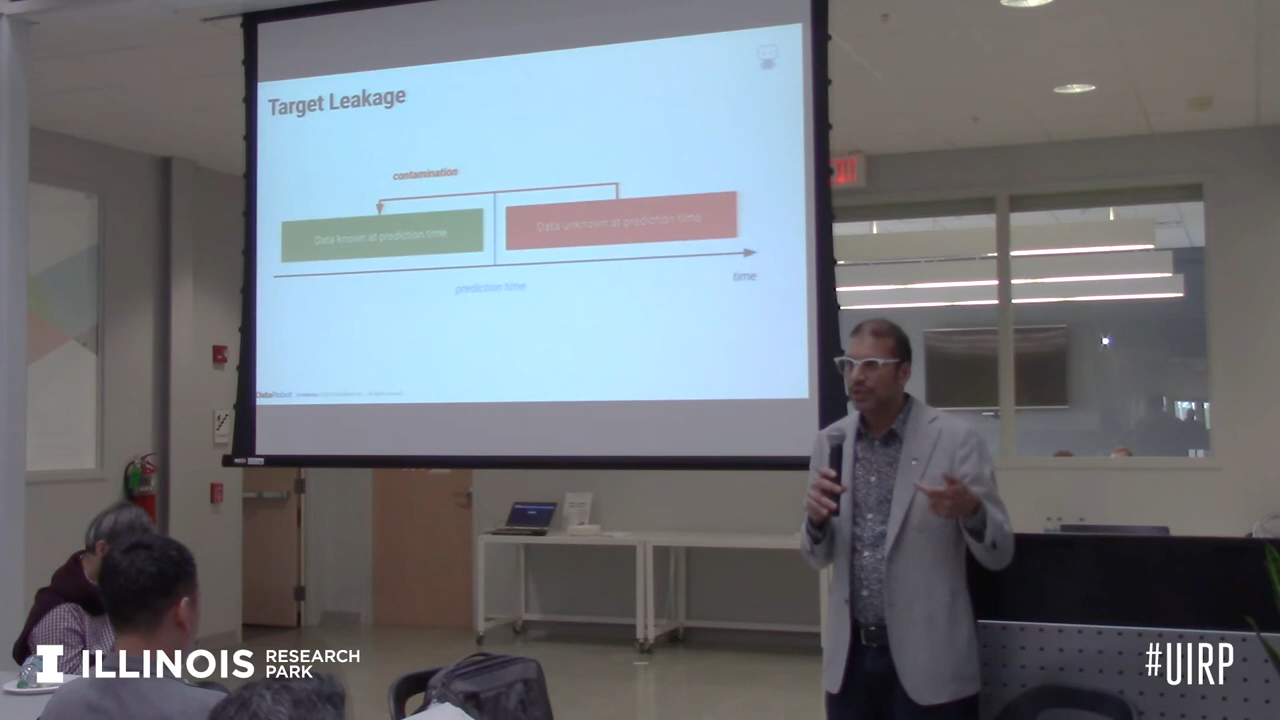 Target Leakage
contamination
Data known at prediction time
Data unknown at prediction time
time
prediction time
DataRobot
EXIT
ILLINOIS
RESEARCH
PARK
#UIRP